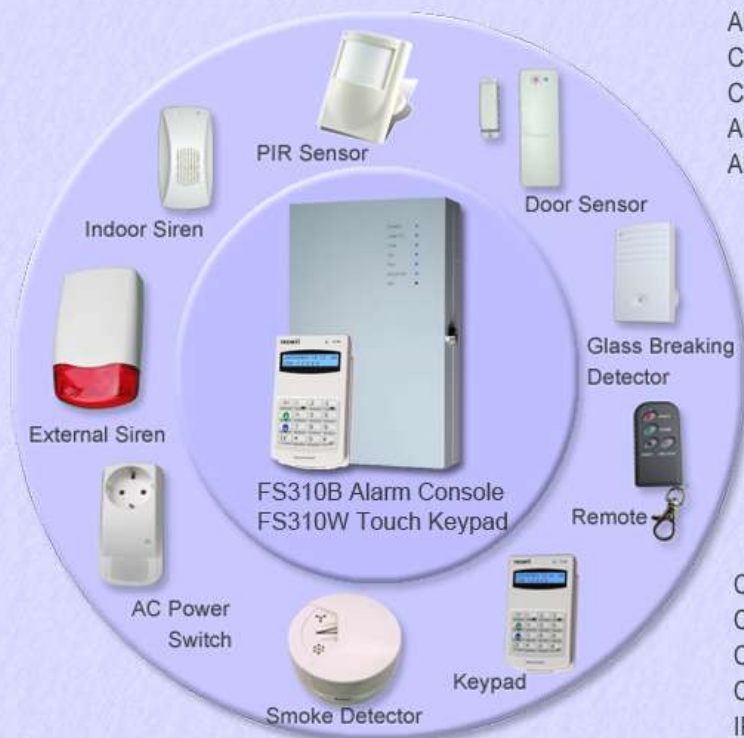 PIR Sensor
Indoor Siren
Door Sensor
Glass Breaking
Detector
External Siren
FS310B Alarm Console
FS310W Touch Keypad
Remote
AC Power
Switch
Keypad
Smoke Detector